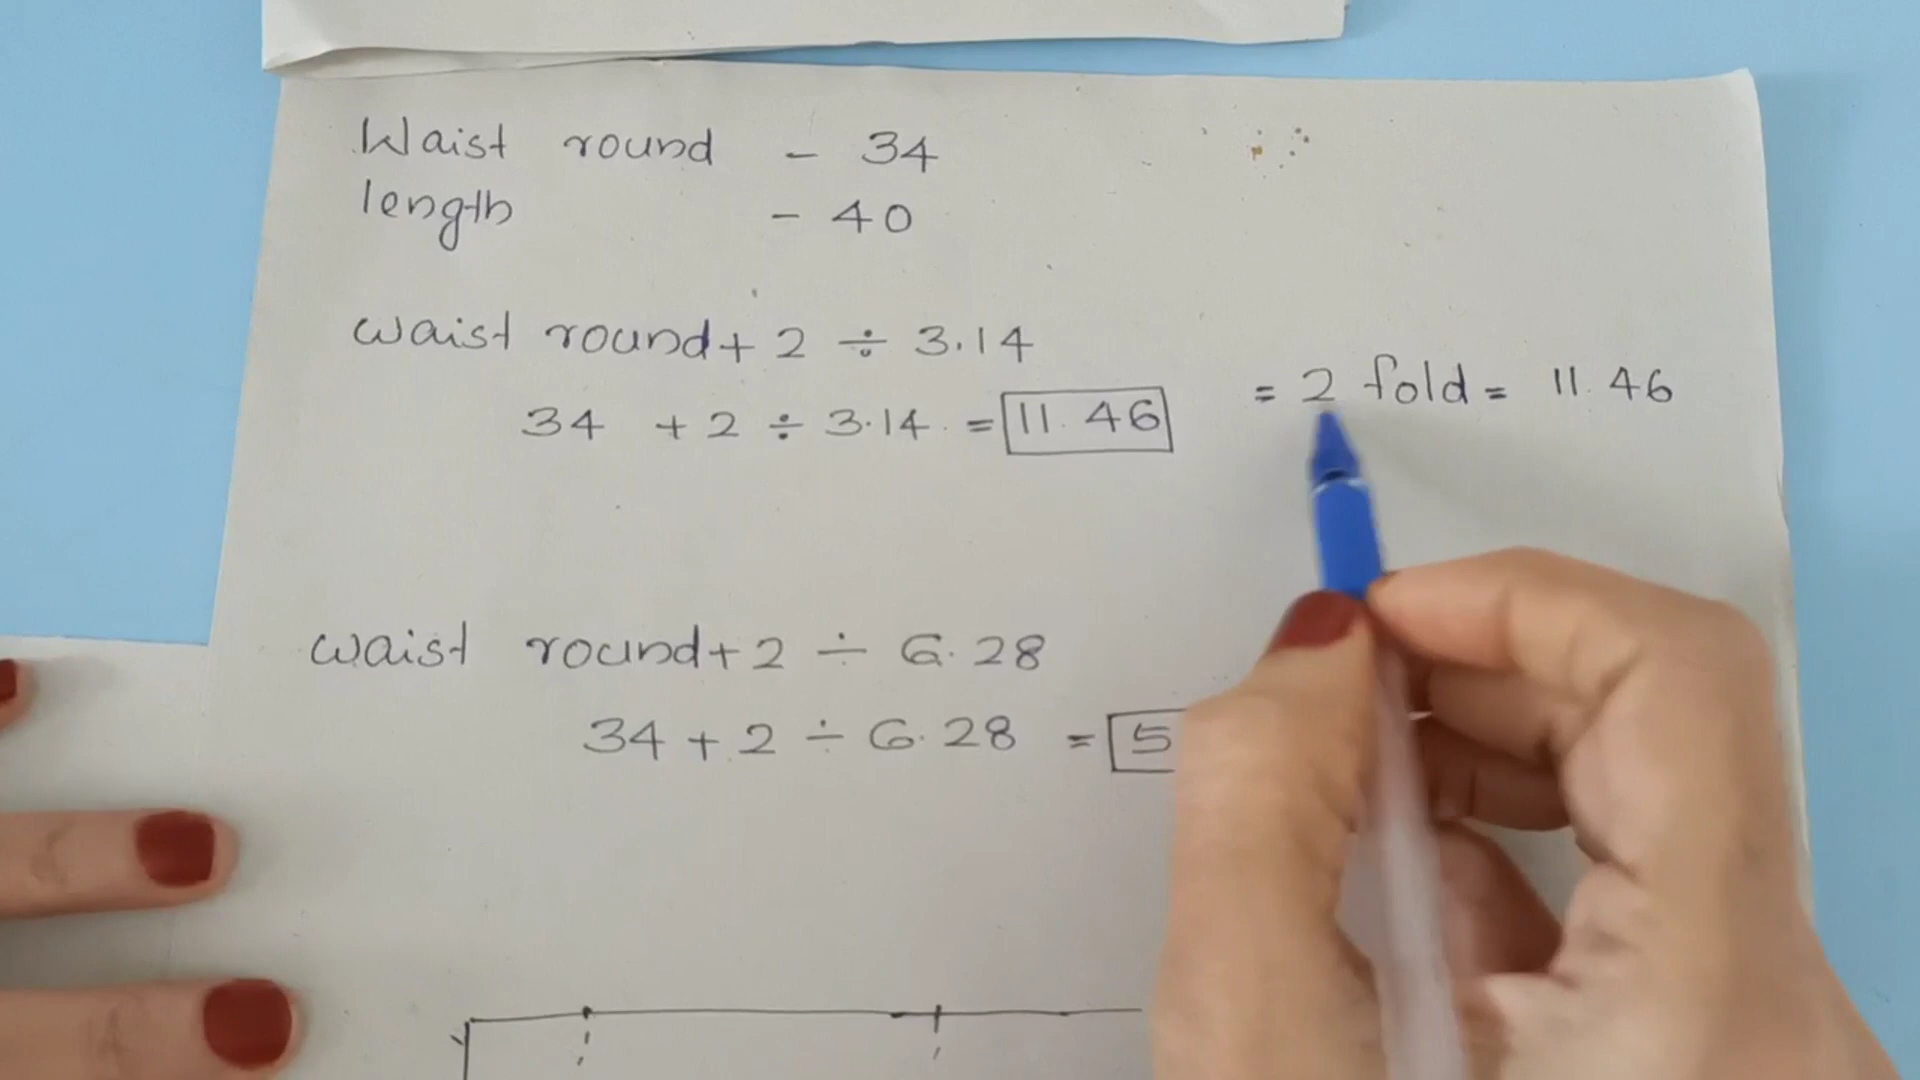 Waist round - 34
length - 40
waist round + 2 ÷ 3.14
34 + 2 ÷ 3.14 = 11.46
= 2 fold = 11.46
waist round + 2 ÷ 6.28
34 + 2 ÷ 6.28 = 5